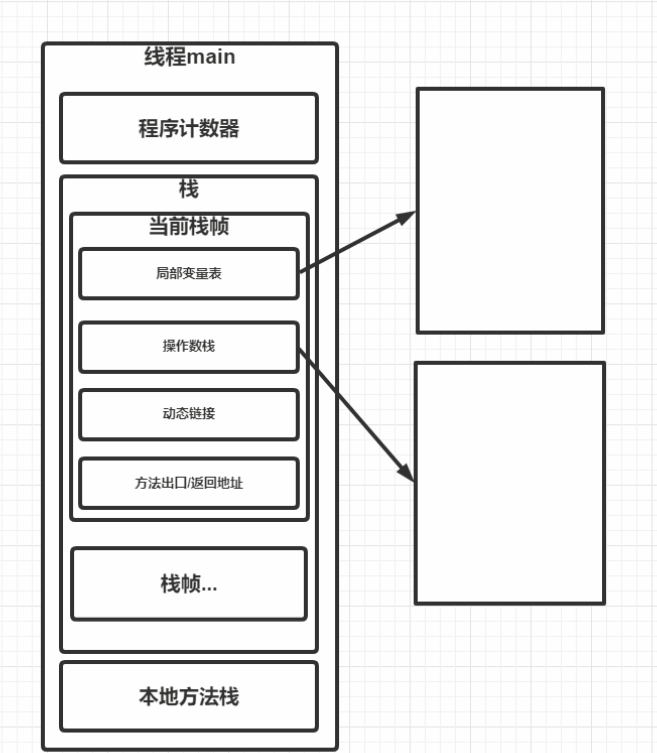 线程main
程序计数器
栈
当前栈帧
局部变量表
操作数栈
动态链接
方法出口/返回地址
栈帧...
本地方法栈